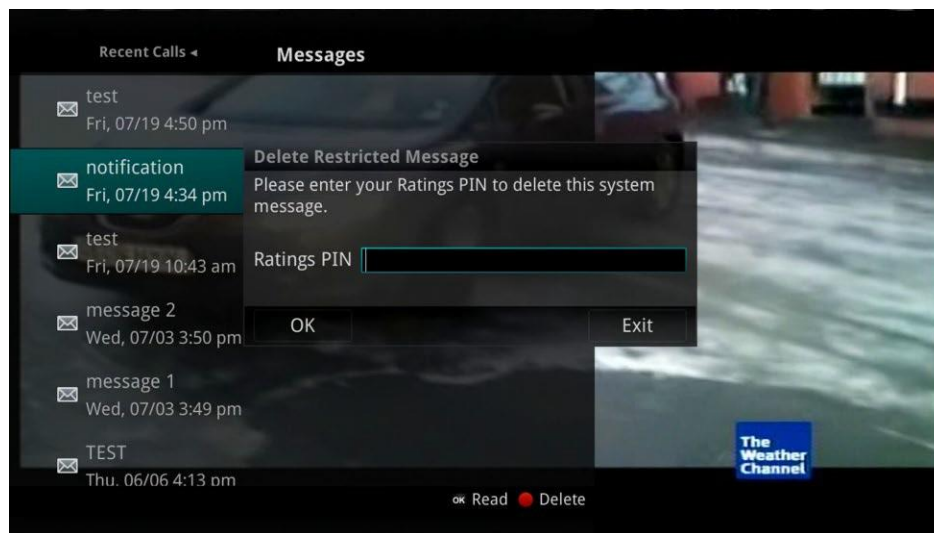 Recent Calls ◂ Messages
test
Fri, 07/19 4:50 pm
notification
Fri, 07/19 4:34 pm
Delete Restricted Message
Please enter your Ratings PIN to delete this system
message.
test
Fri, 07/19 10:43 am
Ratings PIN
message 2
Wed, 07/03 3:50 pm
OK Exit
message 1
Wed, 07/03 3:49 pm
TEST
Thu, 06/06 4:13 pm
The
Weather
Channel
OK Read Delete